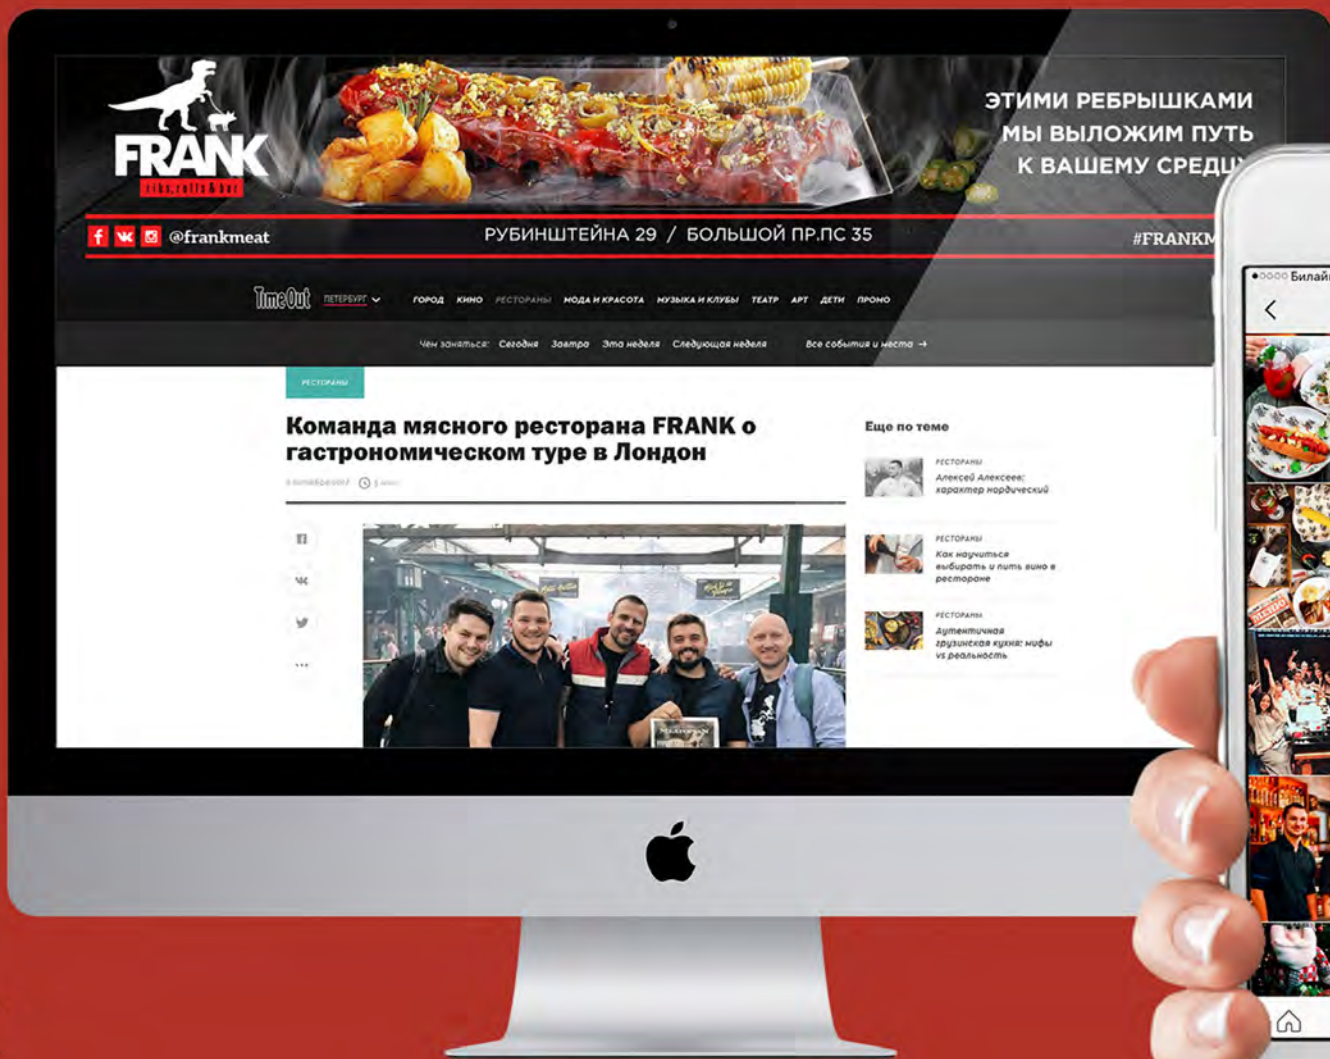 FRANK
ribs, rolls & bar
ЭТИМИ РЕБРЫШКАМИ
МЫ ВЫЛОЖИМ ПУТЬ
К ВАШЕМУ СРЕДЦУ
@frankmeat
РУБИНШТЕЙНА 29 / БОЛЬШОЙ ПР.ПС 35
#FRANKM
TimeOut
ПЕТЕРБУРГ
ГОРОД КИНО РЕСТОРАНЫ МОДА И КРАСОТА МУЗЫКА И КЛУБЫ ТЕАТР АРТ ДЕТИ ПРОМО
Чем заняться: Сегодня Завтра Эта неделя Следующая неделя Все события и места →
РЕСТОРАНЫ
Команда мясного ресторана FRANK о
гастрономическом туре в Лондон
Еще по теме
РЕСТОРАНЫ
Алексей Алексеев:
характер нордический
РЕСТОРАНЫ
Как научиться
выбирать и пить вино в
ресторане
РЕСТОРАНЫ
Аутентичная
грузинская кухня: мифы
vs реальность
Билайн
МЕНЮ